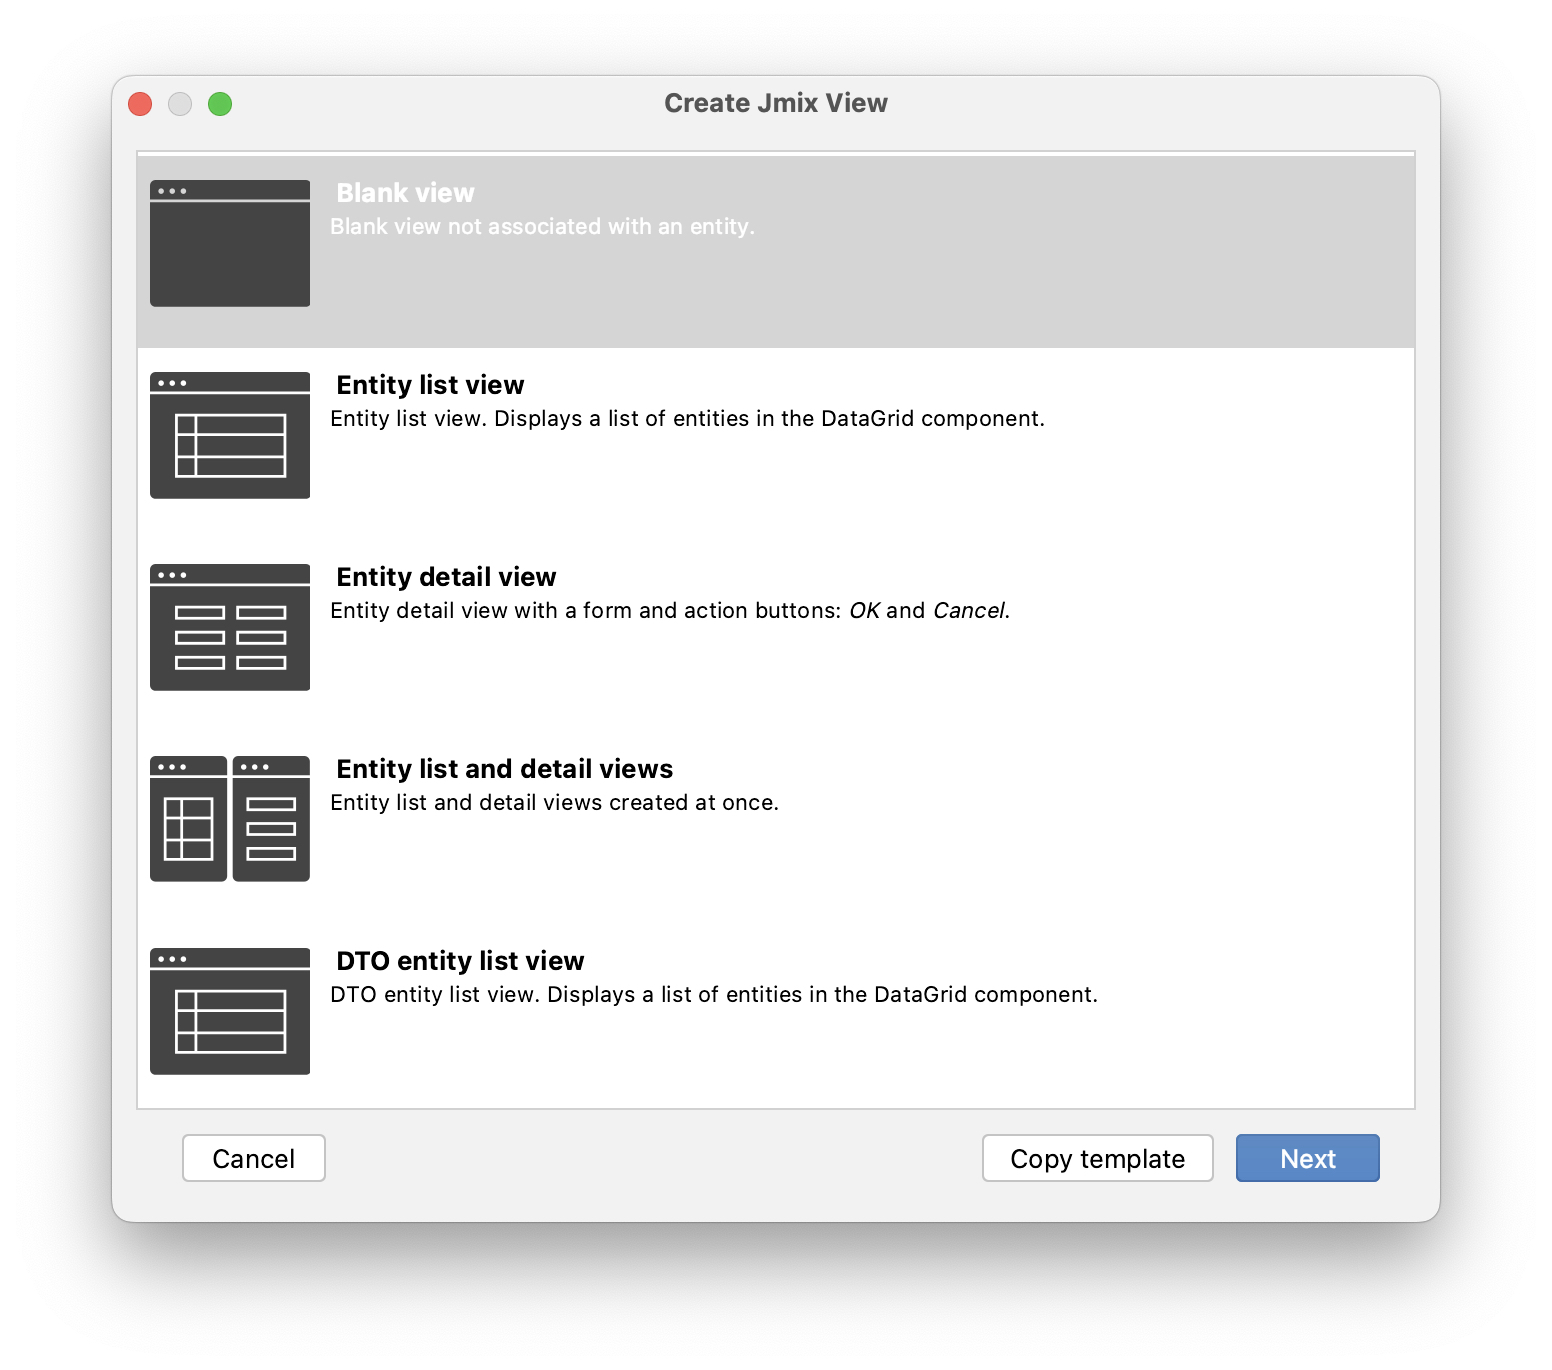 Create Jmix View
Blank view
Blank view not associated with an entity.
Entity list view
Entity list view. Displays a list of entities in the DataGrid component.
Entity detail view
Entity detail view with a form and action buttons: OK and Cancel.
Entity list and detail views
Entity list and detail views created at once.
DTO entity list view
DTO entity list view. Displays a list of entities in the DataGrid component.
Cancel
Copy template
Next